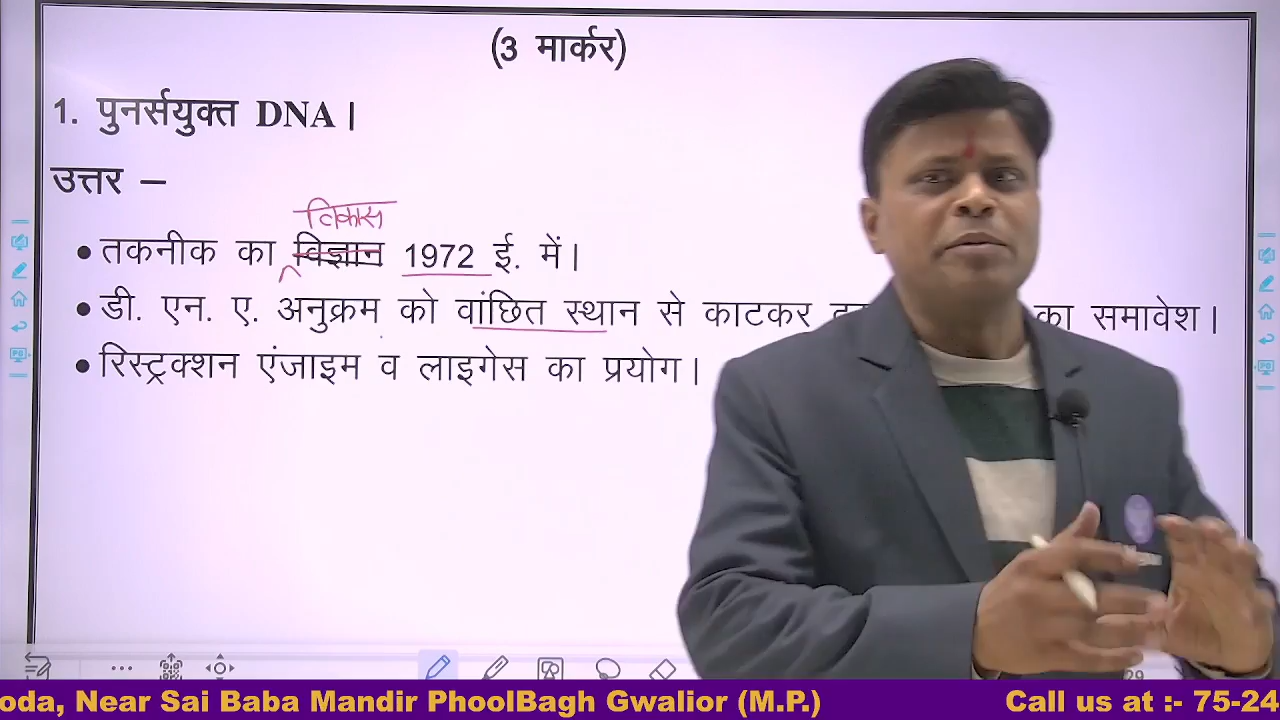 (3 मार्कर)
1. पुनर्सयुक्त DNA।
उत्तर –
विकास
• तकनीक का विज्ञान 1972 ई. में।
• डी. एन. ए. अनुक्रम को वांछित स्थान से काटकर का समावेश।
• रिस्ट्रक्शन एंजाइम व लाइगेस का प्रयोग।
oda, Near Sai Baba Mandir PhoolBagh Gwalior (M.P.) Call us at :- 75-24